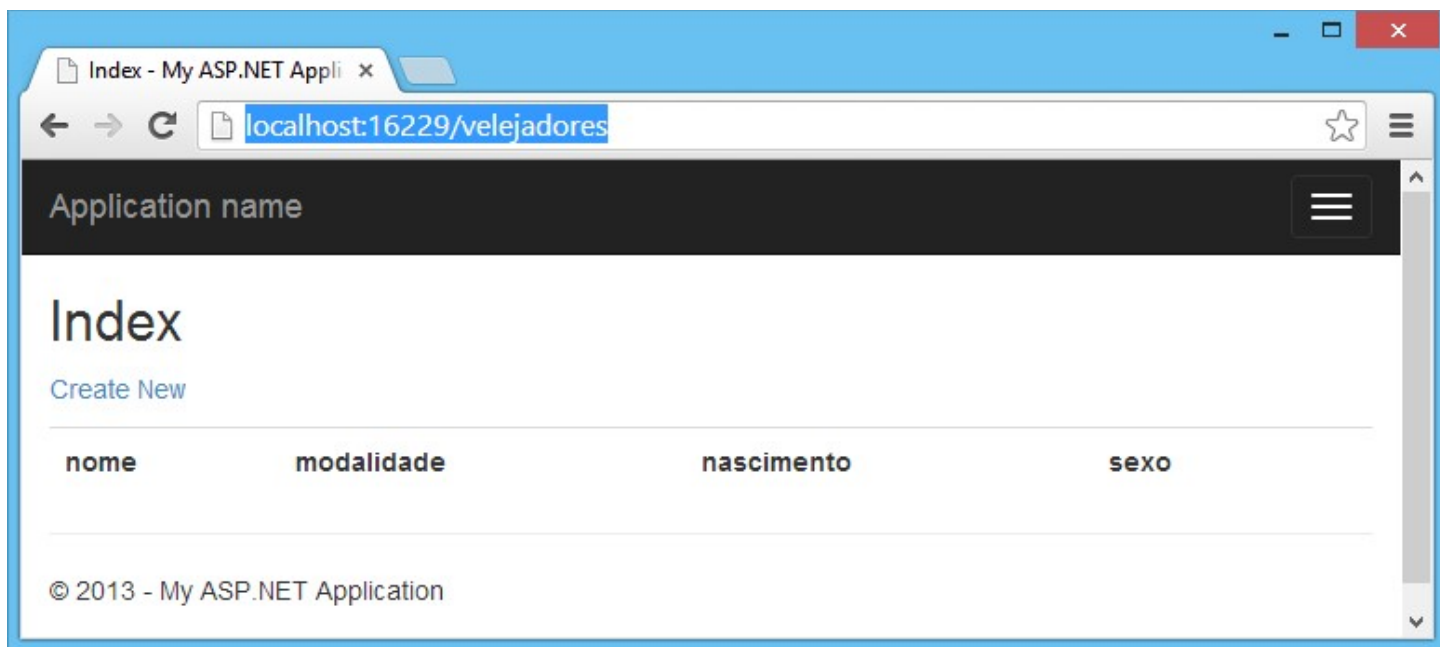 Index - My ASP.NET Appli
localhost:16229/velejadores
Application name
Index
Create New
nome modalidade nascimento sexo
© 2013 - My ASP.NET Application